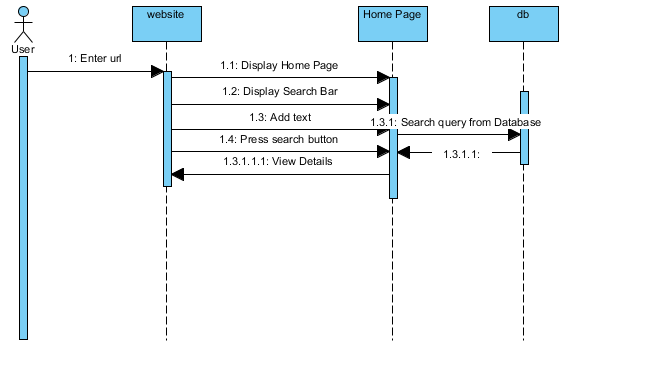 website
Home Page
db
User
1: Enter url
1.1: Display Home Page
1.2: Display Search Bar
1.3: Add text
1.3.1: Search query from Database
1.4: Press search button
1.3.1.1:
1.3.1.1.1: View Details